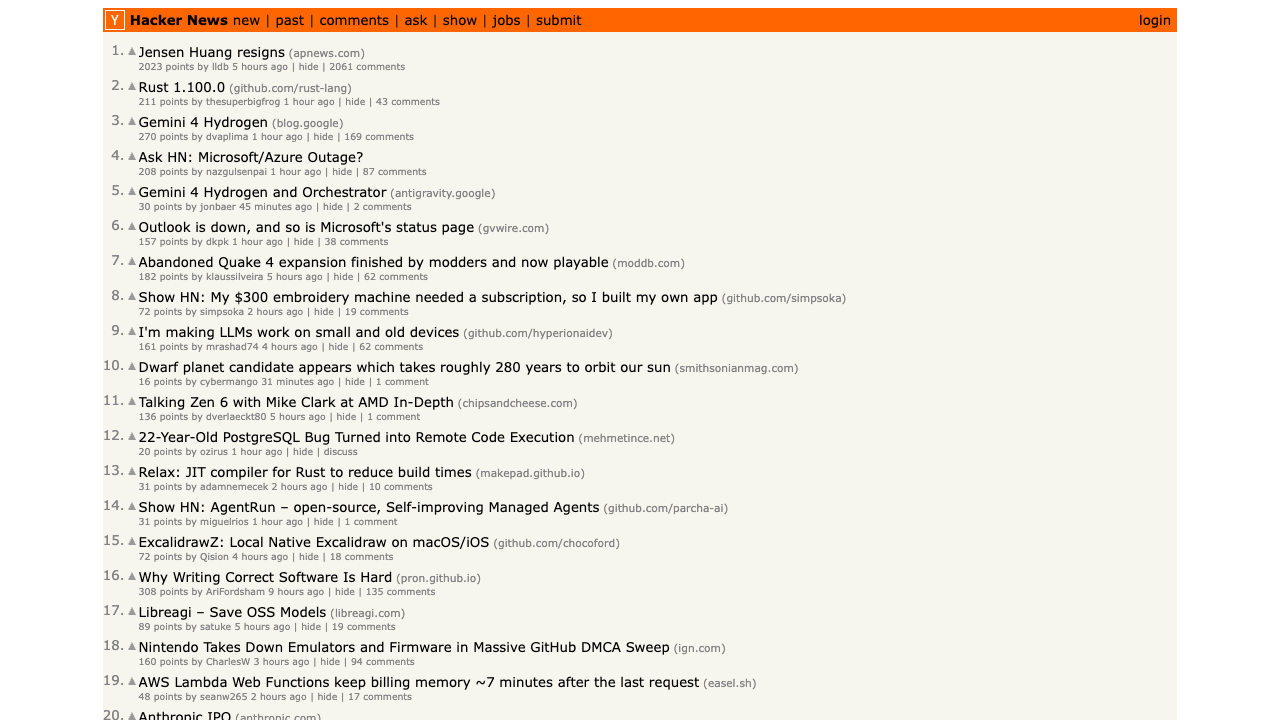 Y Hacker News new | past | comments | ask | show | jobs | submit login
1. Jensen Huang resigns (apnews.com)
2023 points by lldb 5 hours ago | hide | 2061 comments
2. Rust 1.100.0 (github.com/rust-lang)
211 points by thesuperbigfrog 1 hour ago | hide | 43 comments
3. Gemini 4 Hydrogen (blog.google)
270 points by dvaplima 1 hour ago | hide | 169 comments
4. Ask HN: Microsoft/Azure Outage?
208 points by nazgulsenpai 1 hour ago | hide | 87 comments
5. Gemini 4 Hydrogen and Orchestrator (antigravity.google)
30 points by jonbaer 45 minutes ago | hide | 2 comments
6. Outlook is down, and so is Microsoft's status page (gvwire.com)
157 points by dkpk 1 hour ago | hide | 38 comments
7. Abandoned Quake 4 expansion finished by modders and now playable (moddb.com)
182 points by klaussilveira 5 hours ago | hide | 62 comments
8. Show HN: My $300 embroidery machine needed a subscription, so I built my own app (github.com/simpsoka)
72 points by simpsoka 2 hours ago | hide | 19 comments
9. I'm making LLMs work on small and old devices (github.com/hyperionaidev)
161 points by mrashad74 4 hours ago | hide | 62 comments
10. Dwarf planet candidate appears which takes roughly 280 years to orbit our sun (smithsonianmag.com)
16 points by cybermango 31 minutes ago | hide | 1 comment
11. Talking Zen 6 with Mike Clark at AMD In-Depth (chipsandcheese.com)
136 points by dverlaeckt80 5 hours ago | hide | 1 comment
12. 22-Year-Old PostgreSQL Bug Turned into Remote Code Execution (mehmetince.net)
20 points by ozirus 1 hour ago | hide | discuss
13. Relax: JIT compiler for Rust to reduce build times (makepad.github.io)
31 points by adamnemecek 2 hours ago | hide | 10 comments
14. Show HN: AgentRun – open-source, Self-improving Managed Agents (github.com/parcha-ai)
31 points by miguelrios 1 hour ago | hide | 1 comment
15. ExcalidrawZ: Local Native Excalidraw on macOS/iOS (github.com/chocoford)
72 points by Qision 4 hours ago | hide | 18 comments
16. Why Writing Correct Software Is Hard (pron.github.io)
308 points by AriFordsham 9 hours ago | hide | 135 comments
17. Libreagi – Save OSS Models (libreagi.com)
89 points by satuke 5 hours ago | hide | 19 comments
18. Nintendo Takes Down Emulators and Firmware in Massive GitHub DMCA Sweep (ign.com)
160 points by CharlesW 3 hours ago | hide | 94 comments
19. AWS Lambda Web Functions keep billing memory ~7 minutes after the last request (easel.sh)
48 points by seanw265 2 hours ago | hide | 17 comments
20. Anthropic IPO (anthropic.com)